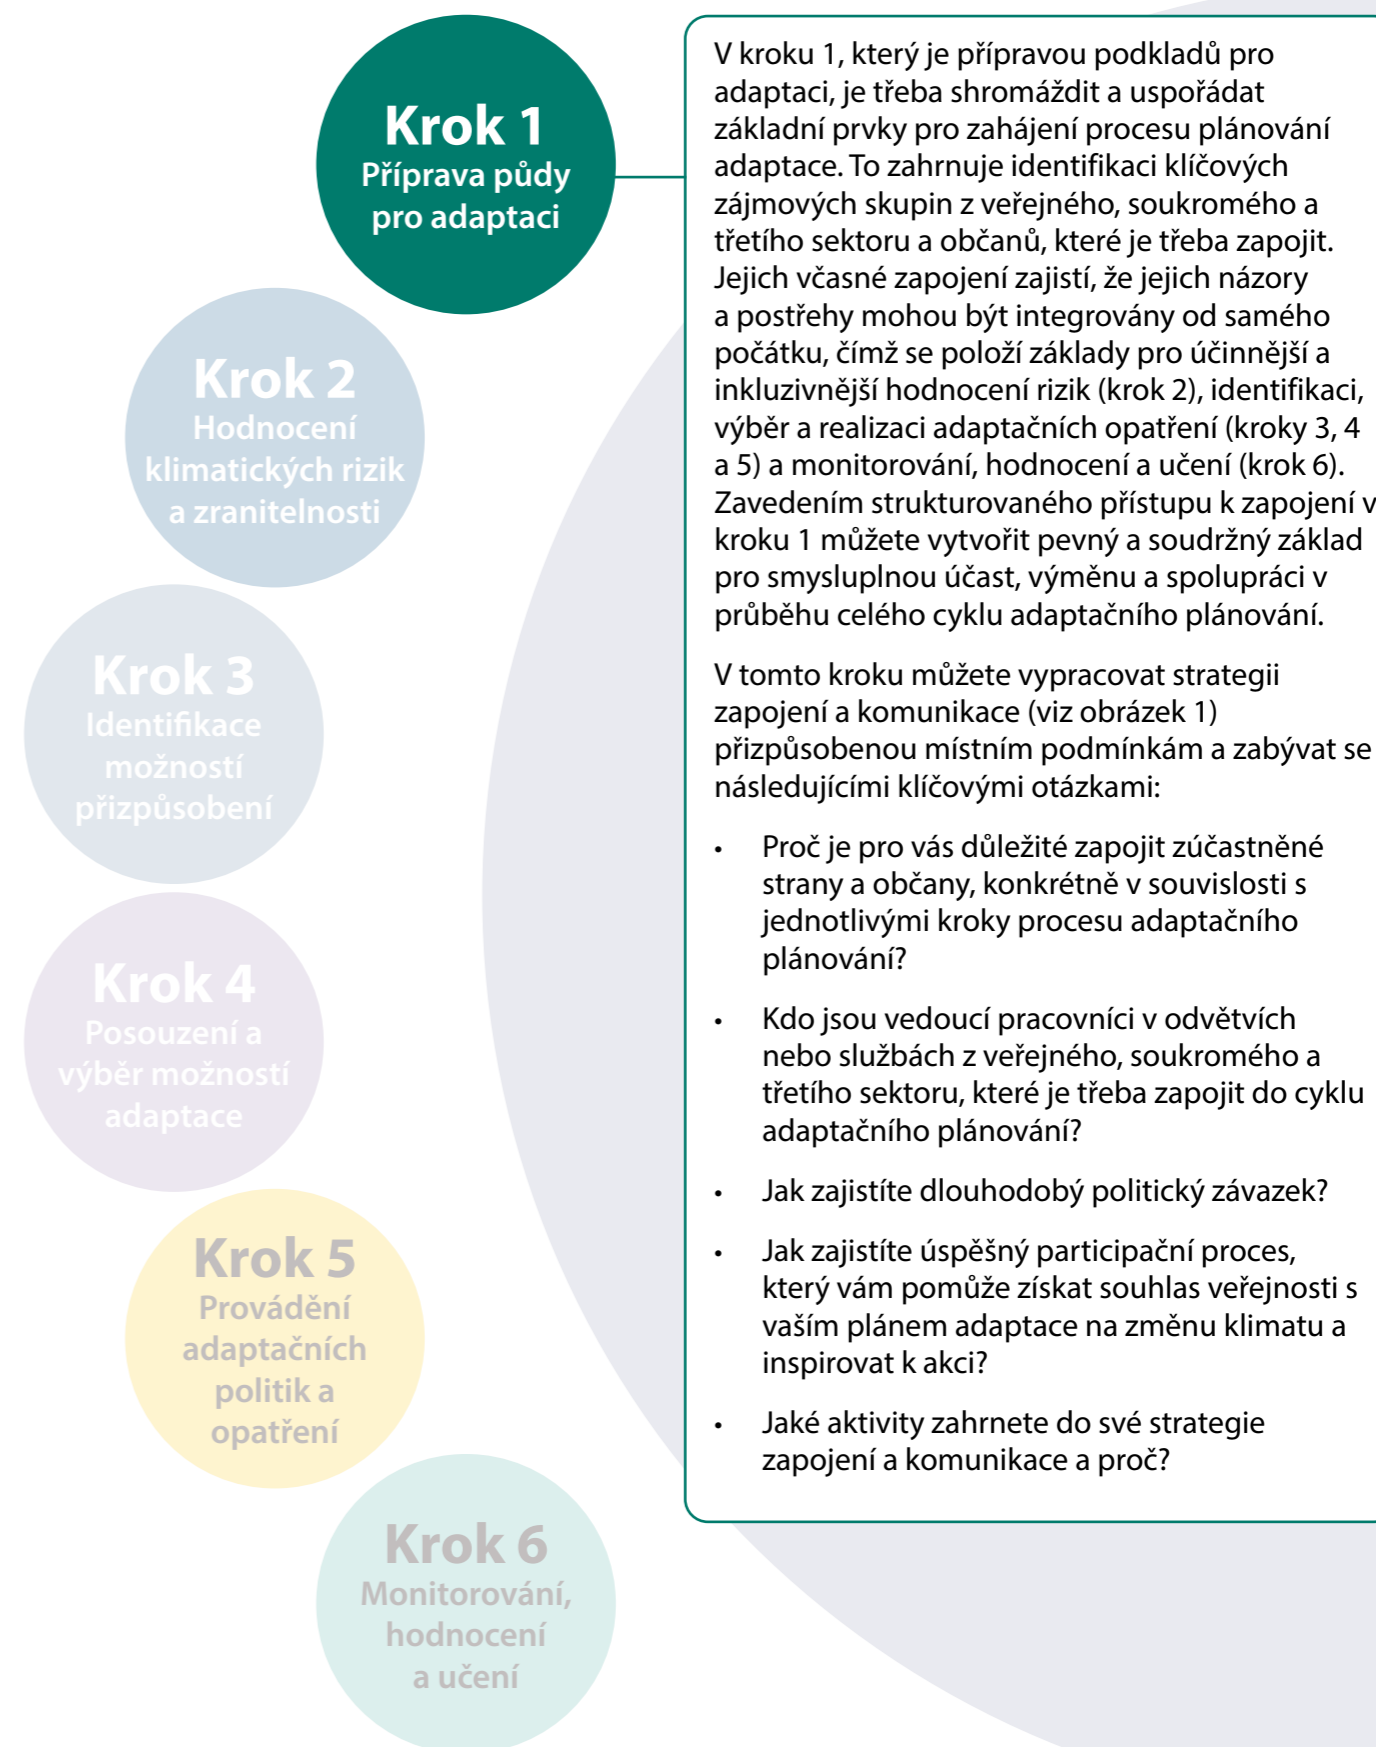 Krok 1
Příprava půdy
pro adaptaci
Krok 2
Hodnocení
klimatických rizik
a zranitelnosti
Krok 3
Identifikace
možností
přizpůsobení
Krok 4
Posouzení a
výběr možností
adaptace
Krok 5
Provádění
adaptačních
politik a
opatření
Krok 6
Monitorování,
hodnocení
a učení
V kroku 1, který je přípravou podkladů pro
adaptaci, je třeba shromáždit a uspořádat
základní prvky pro zahájení procesu plánování
adaptace. To zahrnuje identifikaci klíčových
zájmových skupin z veřejného, soukromého a
třetího sektoru a občanů, které je třeba zapojit.
Jejich včasné zapojení zajistí, že jejich názory
a postřehy mohou být integrovány od samého
počátku, čímž se položí základy pro účinnější a
inkluzivnější hodnocení rizik (krok 2), identifikaci,
výběr a realizaci adaptačních opatření (kroky 3, 4
a 5) a monitorování, hodnocení a učení (krok 6).
Zavedením strukturovaného přístupu k zapojení v
kroku 1 můžete vytvořit pevný a soudržný základ
pro smysluplnou účast, výměnu a spolupráci v
průběhu celého cyklu adaptačního plánování.
V tomto kroku můžete vypracovat strategii
zapojení a komunikace (viz obrázek 1)
přizpůsobenou místním podmínkám a zabývat se
následujícími klíčovými otázkami:
• Proč je pro vás důležité zapojit zúčastněné
strany a občany, konkrétně v souvislosti s
jednotlivými kroky procesu adaptačního
plánování?
• Kdo jsou vedoucí pracovníci v odvětvích
nebo službách z veřejného, soukromého a
třetího sektoru, které je třeba zapojit do cyklu
adaptačního plánování?
• Jak zajistíte dlouhodobý politický závazek?
• Jak zajistíte úspěšný participační proces,
který vám pomůže získat souhlas veřejnosti s
vaším plánem adaptace na změnu klimatu a
inspirovat k akci?
• Jaké aktivity zahrnete do své strategie
zapojení a komunikace a proč?